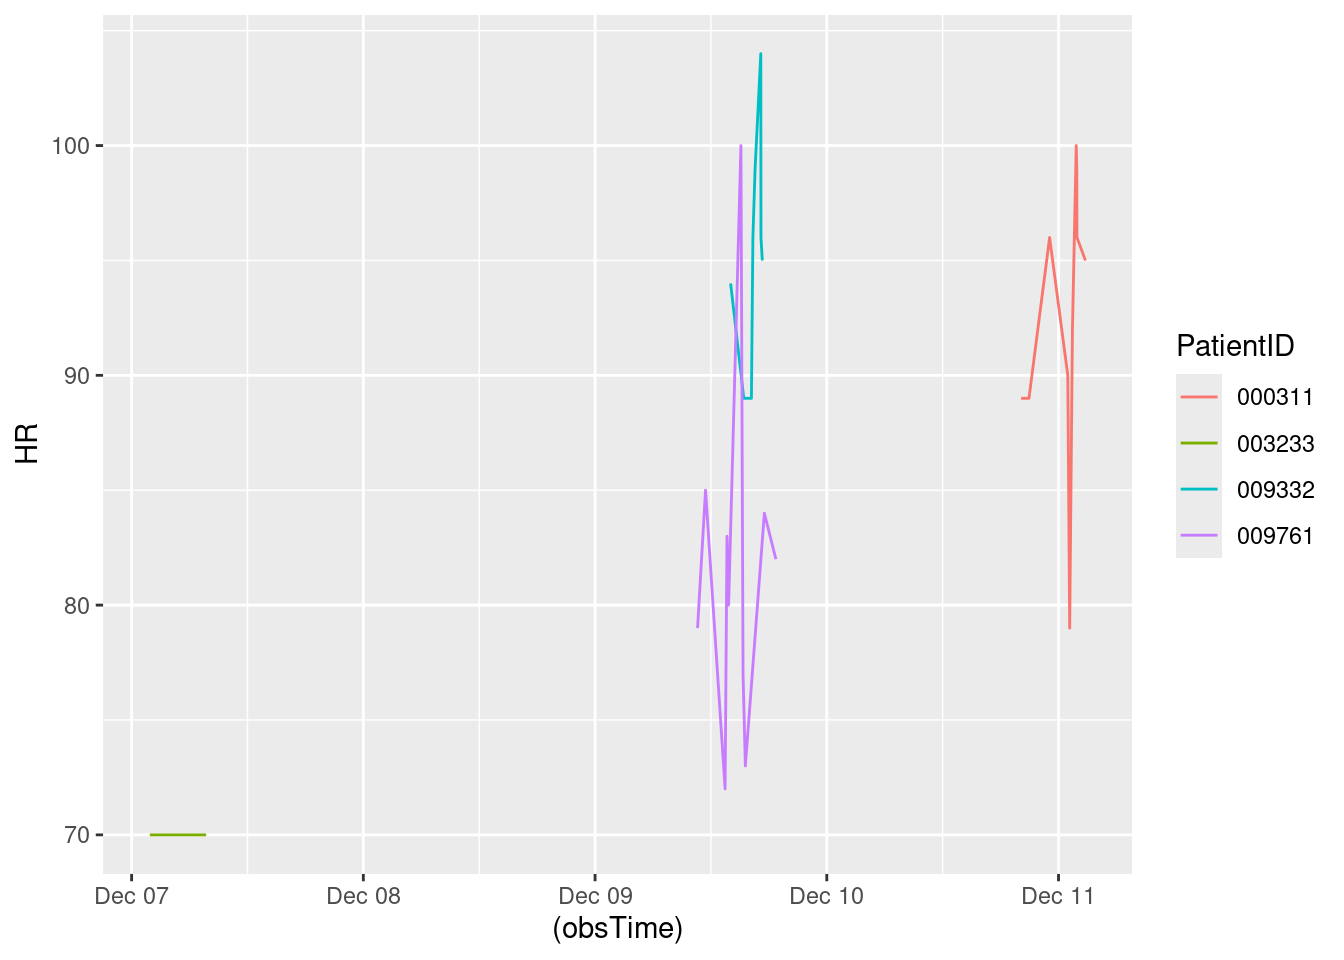 100
90
80
70
HR
Dec 07
Dec 08
Dec 09
Dec 10
Dec 11
(obsTime)
PatientID
000311
003233
009332
009761